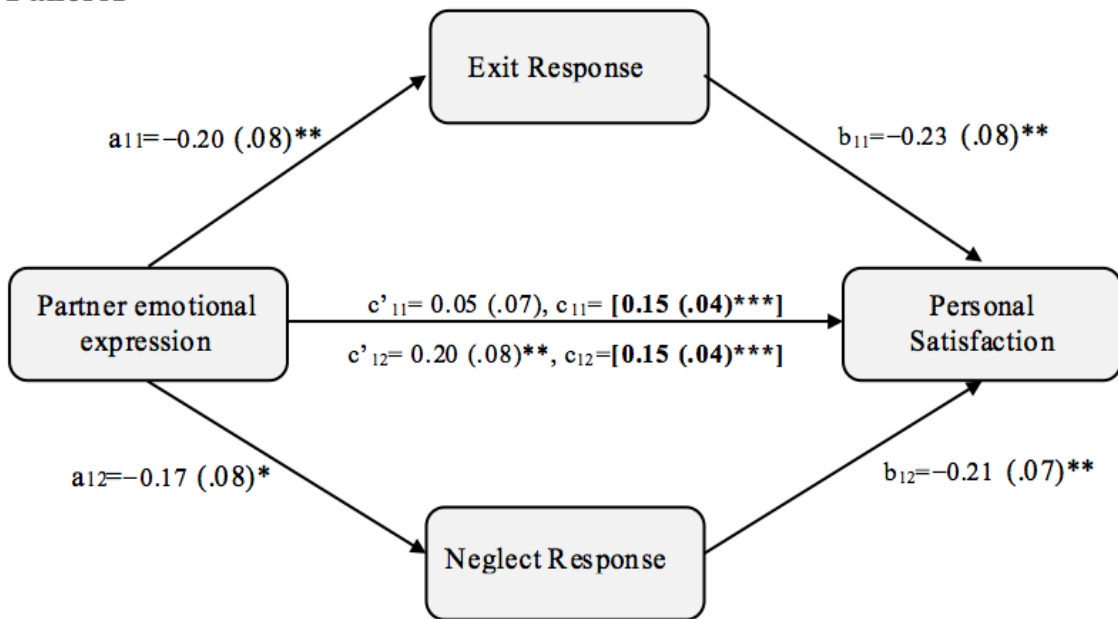 Exit Response
a11=−0.20 (.08)**
b11=−0.23 (.08)**
Partner emotional
expression
c’11= 0.05 (.07), c11= [0.15 (.04)***]
c’12= 0.20 (.08)**, c12=[0.15 (.04)***]
Personal
Satisfaction
a12=−0.17 (.08)*
b12=−0.21 (.07)**
Neglect Response